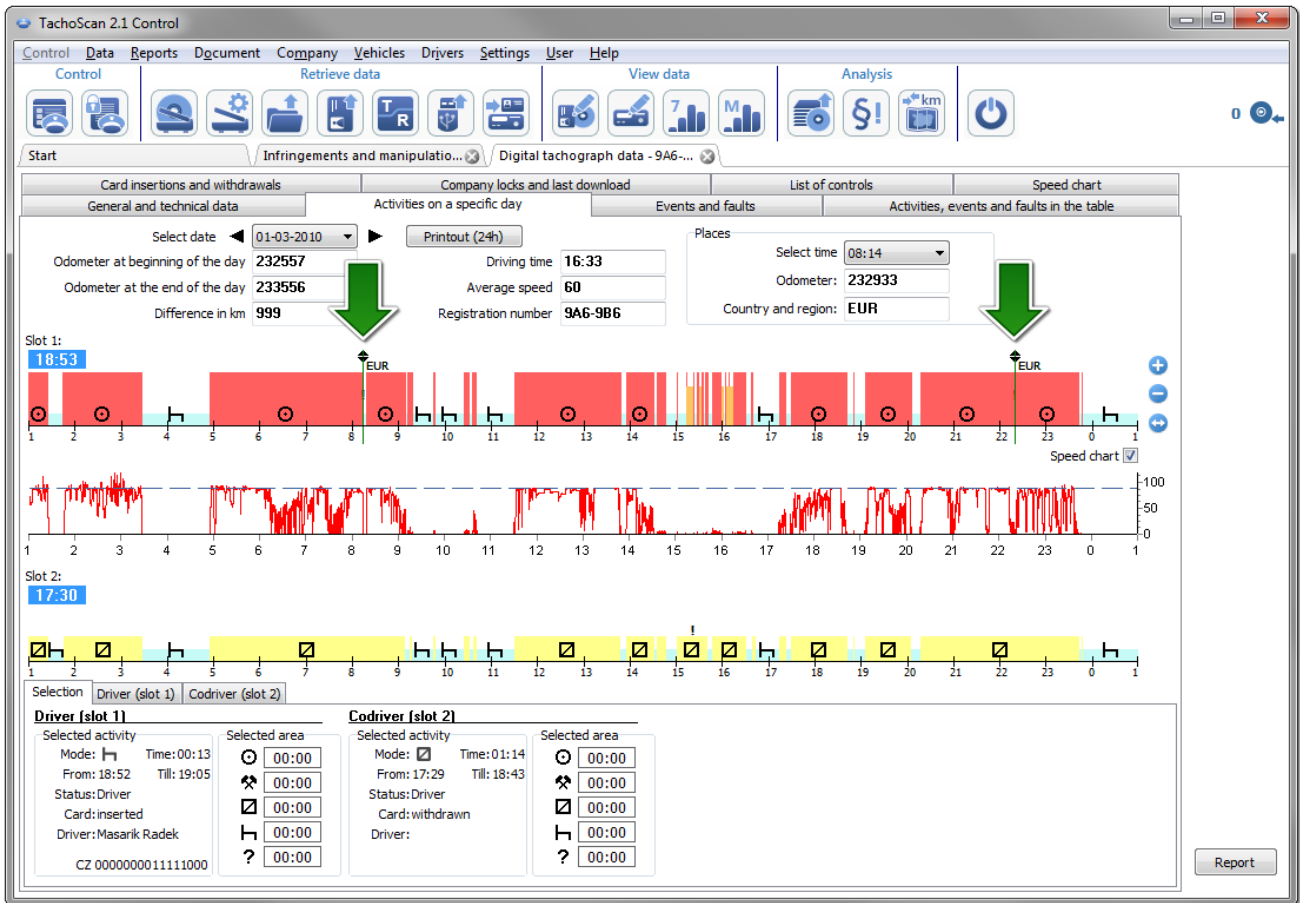 TachoScan 2.1 Control
Control Data Reports Document Company Vehicles Drivers Settings User Help
Control Retrieve data View data Analysis
T R 7 M §! km
0
Start Infringements and manipulatio... Digital tachograph data - 9A6-...
Card insertions and withdrawals Company locks and last download List of controls Speed chart
General and technical data Activities on a specific day Events and faults Activities, events and faults in the table
Select date 01-03-2010 Printout (24h) Places
Select time 08:14
Odometer at beginning of the day 232557 Driving time 16:33
Odometer: 232933
Odometer at the end of the day 233556 Average speed 60
Country and region: EUR
Difference in km 999 Registration number 9A6-9B6
Slot 1:
18:53
EUR EUR
1 2 3 4 5 6 7 8 9 10 11 12 13 14 15 16 17 18 19 20 21 22 23 0 1
Speed chart
100
50
0
1 2 3 4 5 6 7 8 9 10 11 12 13 14 15 16 17 18 19 20 21 22 23 0 1
Slot 2:
17:30
!
1 2 3 4 5 6 7 8 9 10 11 12 13 14 15 16 17 18 19 20 21 22 23 0 1
Selection Driver (slot 1) Codriver (slot 2)
Driver (slot 1) Codriver (slot 2)
Selected activity Selected area Selected activity Selected area
Mode: Time:00:13 00:00 Mode: Time:01:14 00:00
From: 18:52 Till: 19:05 00:00 From: 17:29 Till: 18:43 00:00
Status:Driver 00:00 Status:Driver 00:00
Card:inserted Card:withdrawn
Driver:Masarik Radek 00:00 Driver: 00:00
CZ 0000000011111000 ? 00:00 ? 00:00
Report